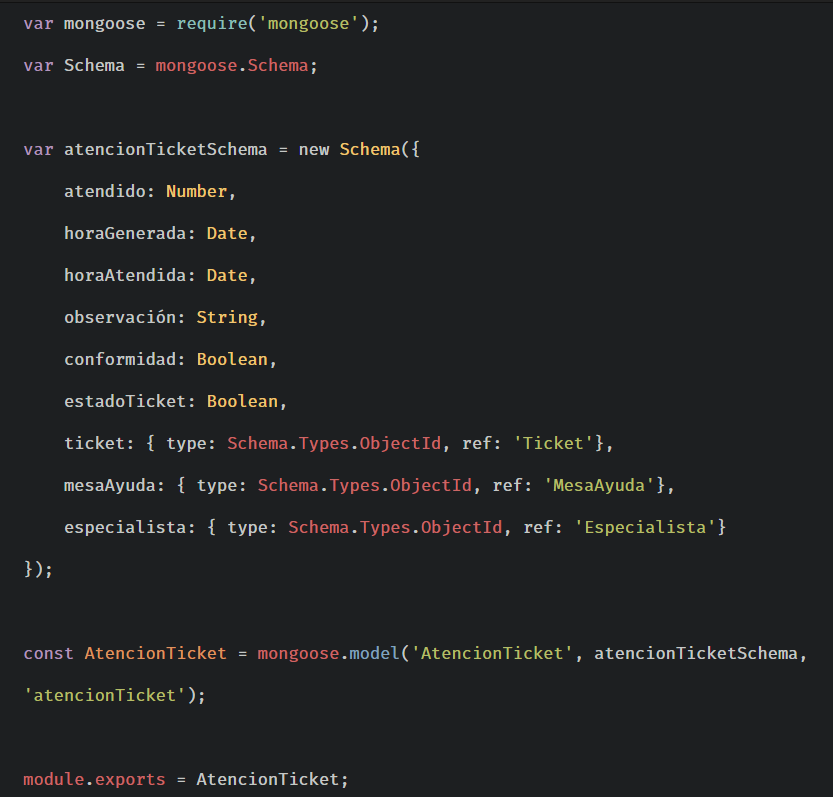 var mongoose = require('mongoose');
var Schema = mongoose.Schema;
var atencionTicketSchema = new Schema({
    atendido: Number,
    horaGenerada: Date,
    horaAtendida: Date,
    observación: String,
    conformidad: Boolean,
    estadoTicket: Boolean,
    ticket: { type: Schema.Types.ObjectId, ref: 'Ticket'},
    mesaAyuda: { type: Schema.Types.ObjectId, ref: 'MesaAyuda'},
    especialista: { type: Schema.Types.ObjectId, ref: 'Especialista'}
});
const AtencionTicket = mongoose.model('AtencionTicket', atencionTicketSchema,
'atencionTicket');
module.exports = AtencionTicket;